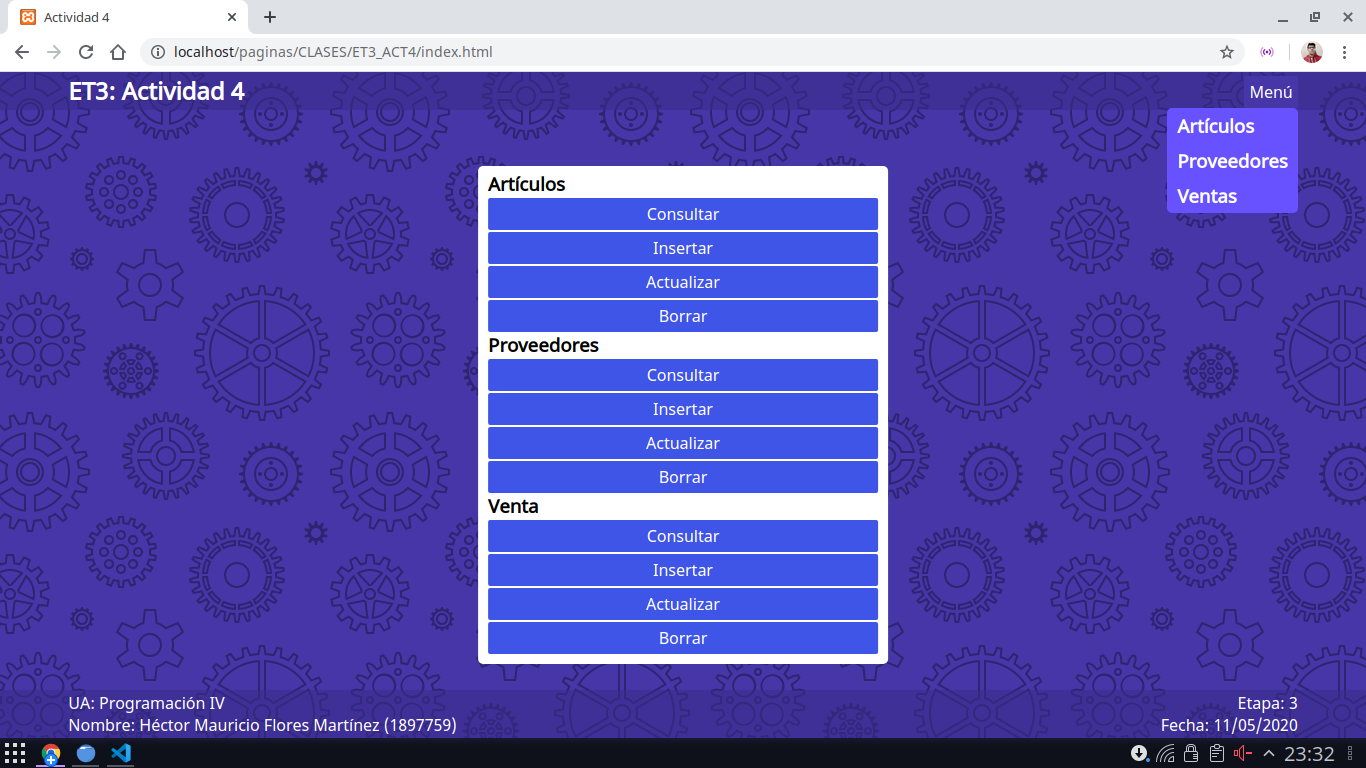 Actividad 4
localhost/paginas/CLASES/ET3_ACT4/index.html
ET3: Actividad 4
Menú
Artículos
Proveedores
Ventas
Artículos
Consultar
Insertar
Actualizar
Borrar
Proveedores
Consultar
Insertar
Actualizar
Borrar
Venta
Consultar
Insertar
Actualizar
Borrar
UA: Programación IV
Nombre: Héctor Mauricio Flores Martínez (1897759)
Etapa: 3
Fecha: 11/05/2020
23:32